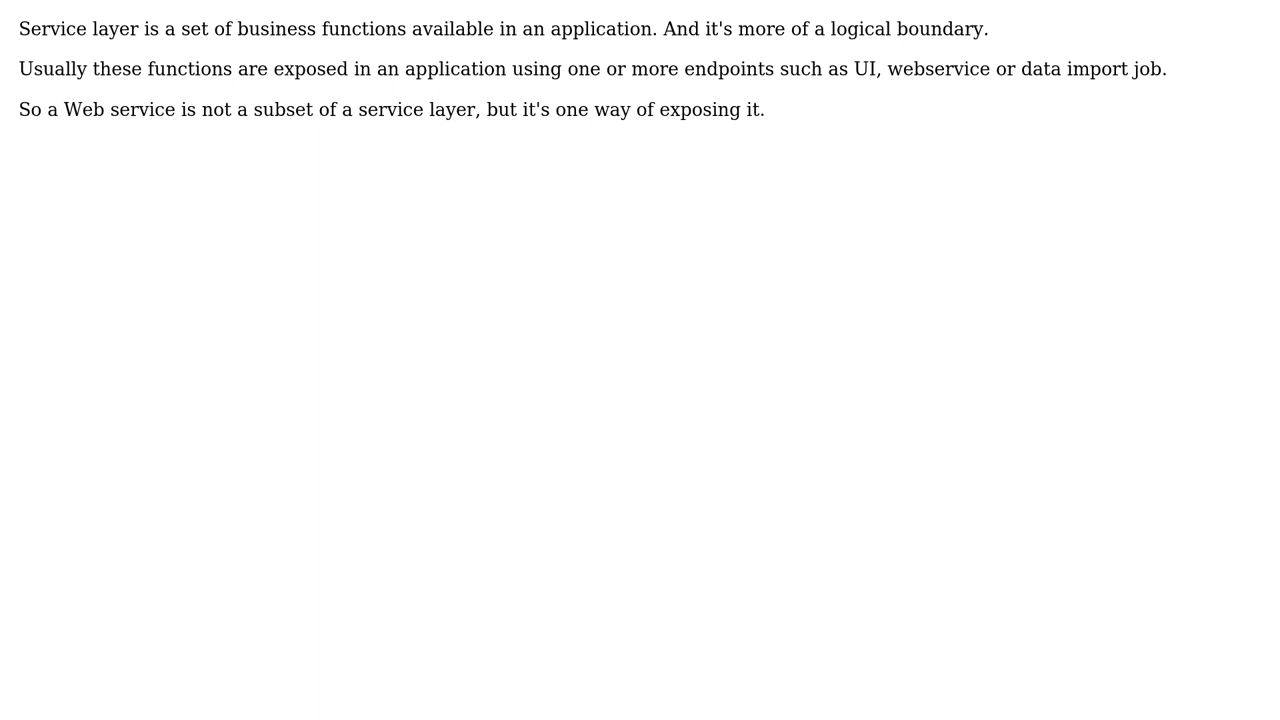 Service layer is a set of business functions available in an application. And it's more of a logical boundary.
Usually these functions are exposed in an application using one or more endpoints such as UI, webservice or data import job.
So a Web service is not a subset of a service layer, but it's one way of exposing it.